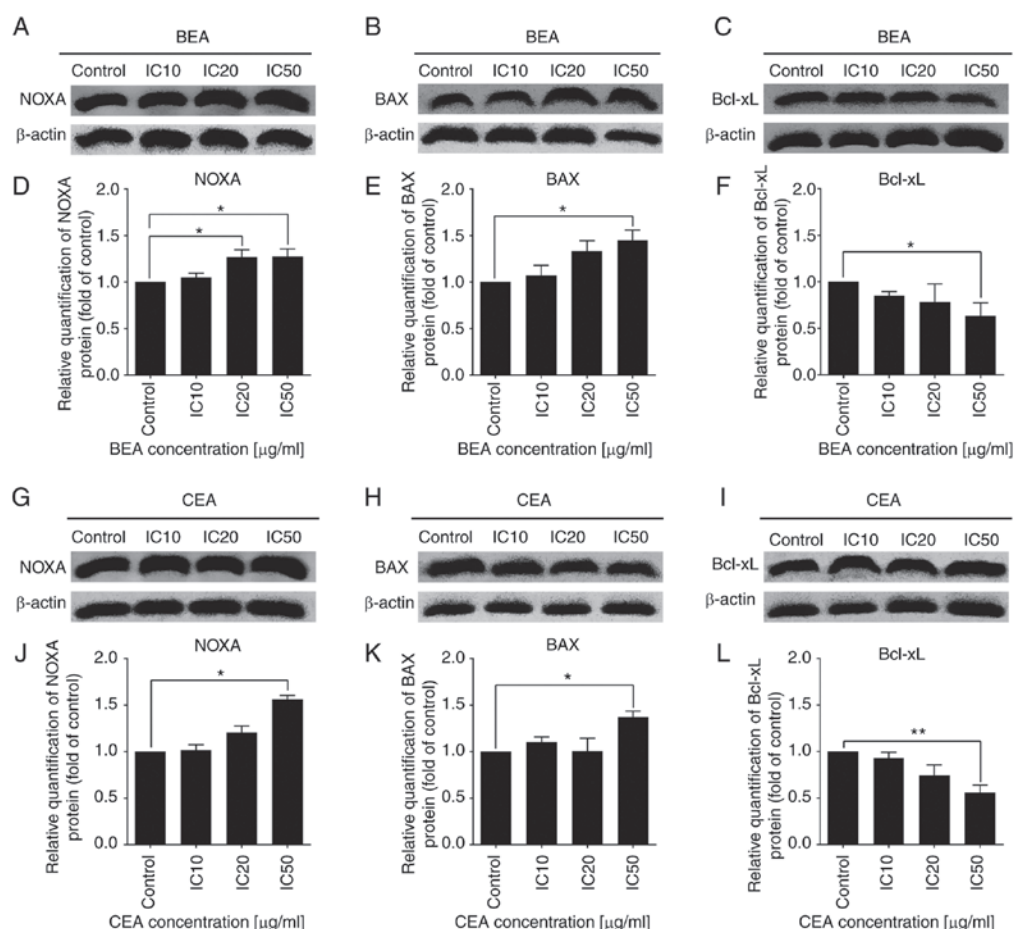 A
BEA
Control IC10 IC20 IC50
NOXA
β-actin
B
BEA
Control IC10 IC20 IC50
BAX
β-actin
C
BEA
Control IC10 IC20 IC50
Bcl-xL
β-actin
D
NOXA
Relative quantification of NOXA
protein (fold of control)
2.0
1.5
1.0
0.5
0.0
*
*
Control
IC10
IC20
IC50
BEA concentration [µg/ml]
E
BAX
Relative quantification of BAX
protein (fold of control)
2.0
1.5
1.0
0.5
0.0
*
Control
IC10
IC20
IC50
BEA concentration [µg/ml]
F
Bcl-xL
Relative quantification of Bcl-xL
protein (fold of control)
2.0
1.5
1.0
0.5
0.0
*
Control
IC10
IC20
IC50
BEA concentration [µg/ml]
G
CEA
Control IC10 IC20 IC50
NOXA
β-actin
H
CEA
Control IC10 IC20 IC50
BAX
β-actin
I
CEA
Control IC10 IC20 IC50
Bcl-xL
β-actin
J
NOXA
Relative quantification of NOXA
protein (fold of control)
2.0
1.5
1.0
0.5
0.0
*
Control
IC10
IC20
IC50
CEA concentration [µg/ml]
K
BAX
Relative quantification of BAX
protein (fold of control)
2.0
1.5
1.0
0.5
0.0
*
Control
IC10
IC20
IC50
CEA concentration [µg/ml]
L
Bcl-xL
Relative quantification of Bcl-xL
protein (fold of control)
2.0
1.5
1.0
0.5
0.0
**
Control
IC10
IC20
IC50
CEA concentration [µg/ml]